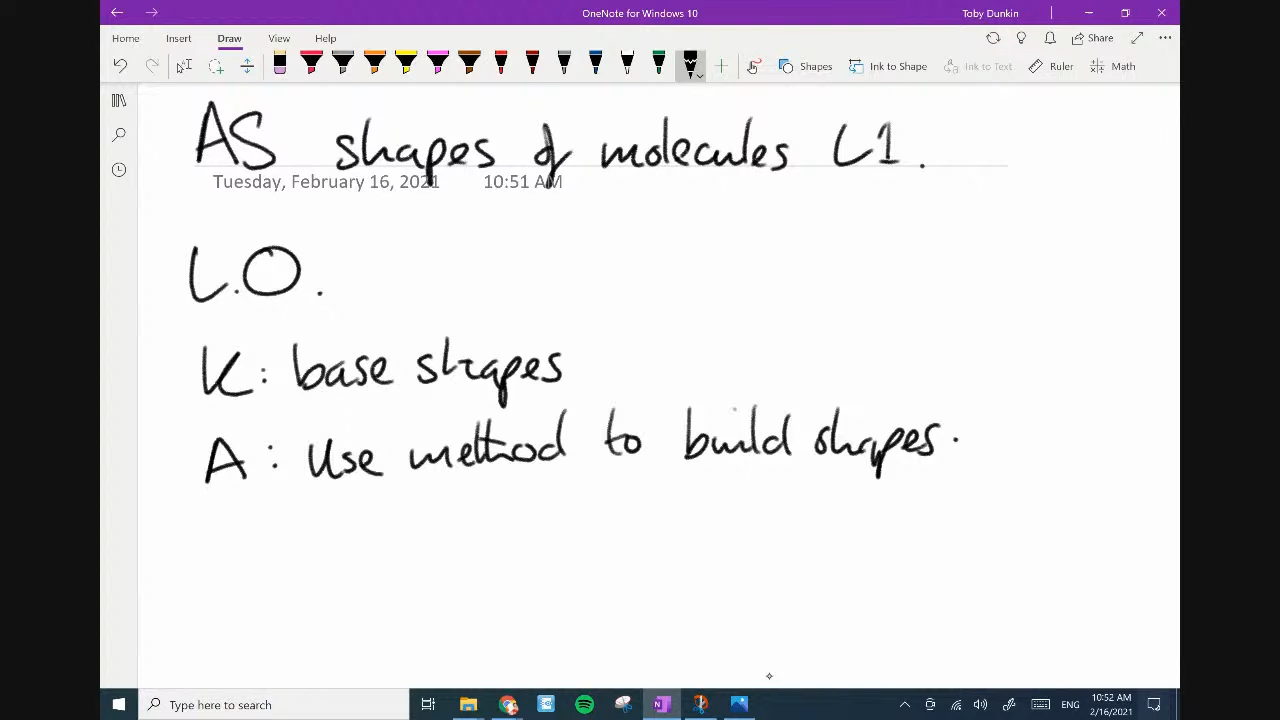 OneNote for Windows 10
Toby Dunkin
Home Insert Draw View Help
Share
Shapes Ink to Shape Ink to Text Ruler Math
AS shapes of molecules L1.
Tuesday, February 16, 2021 10:51 AM
L.O.
K: base shapes
A: Use method to build shapes.
Type here to search
ENG
10:52 AM
2/16/2021